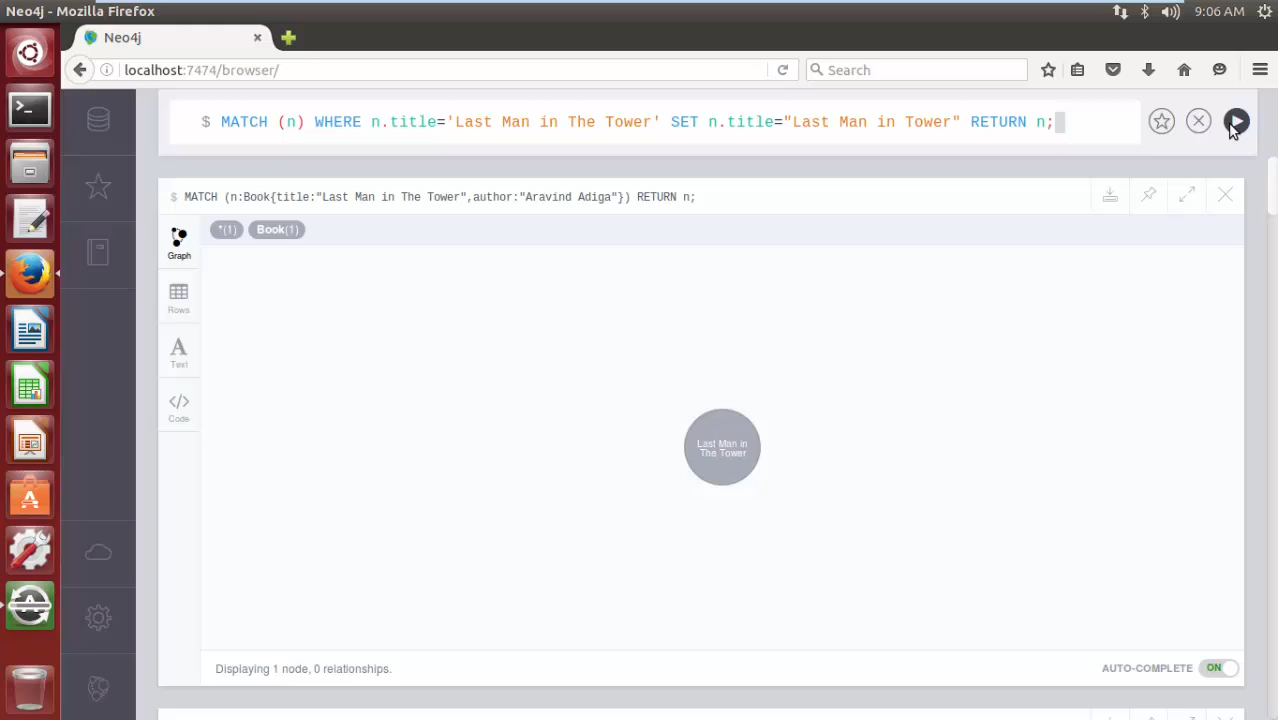 Neo4j - Mozilla Firefox
9:06 AM
Neo4j
localhost:7474/browser/
Search
$ MATCH (n) WHERE n.title='Last Man in The Tower' SET n.title="Last Man in Tower" RETURN n;
$ MATCH (n:Book{title:"Last Man in The Tower",author:"Aravind Adiga"}) RETURN n;
*(1)
Book(1)
Graph
Rows
A
Text
</>
Code
Last Man in
The Tower
Displaying 1 node, 0 relationships.
AUTO-COMPLETE
ON